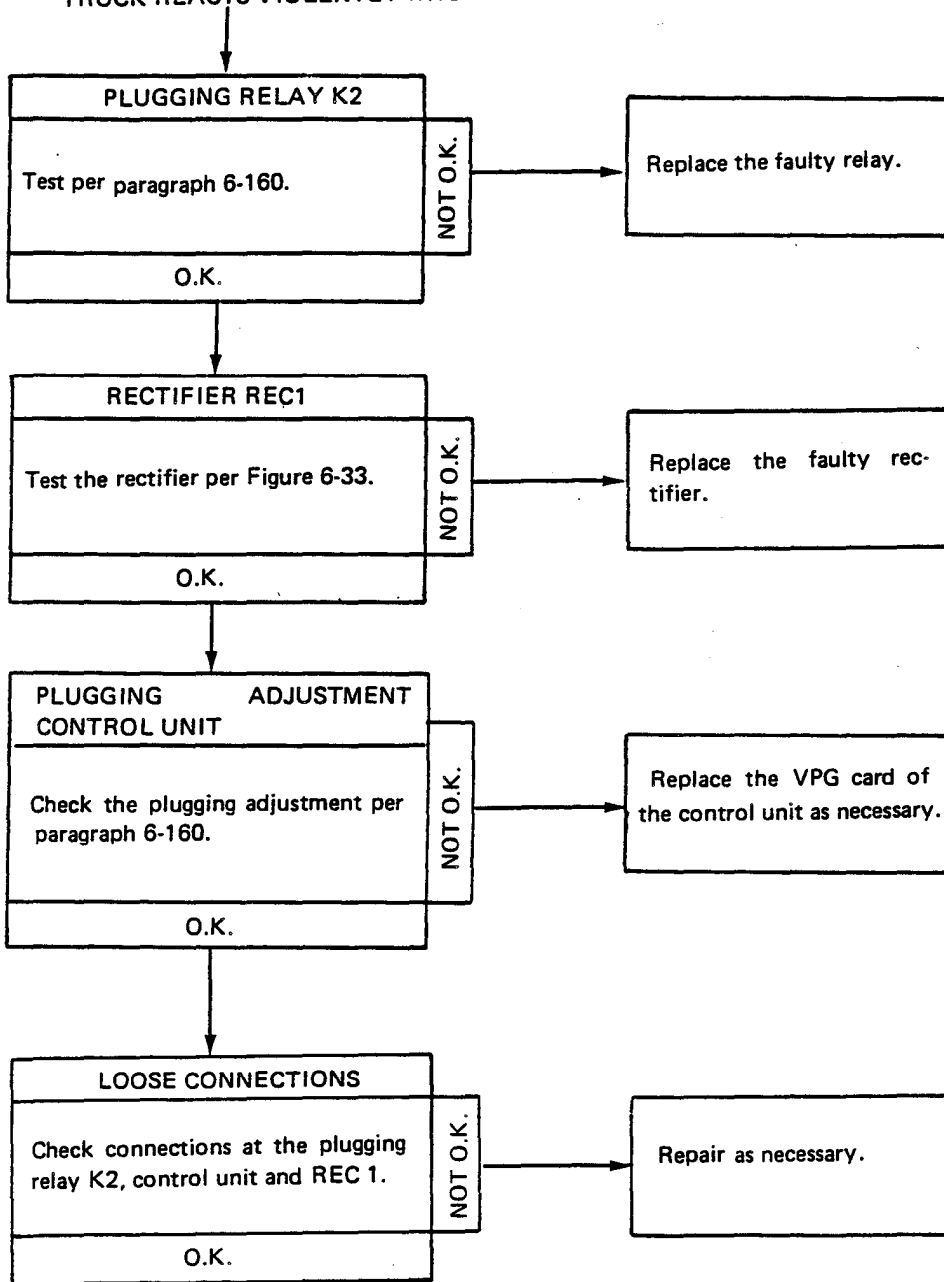 PLUGGING RELAY K2
Test per paragraph 6-160.
NOT O.K.
Replace the faulty relay.
O.K.
RECTIFIER REC1
Test the rectifier per Figure 6-33.
NOT O.K.
Replace the faulty rec-
tifier.
O.K.
PLUGGING ADJUSTMENT
CONTROL UNIT
Check the plugging adjustment per
paragraph 6-160.
NOT O.K.
Replace the VPG card of
the control unit as necessary.
O.K.
LOOSE CONNECTIONS
Check connections at the plugging
relay K2, control unit and REC 1.
NOT O.K.
Repair as necessary.
O.K.